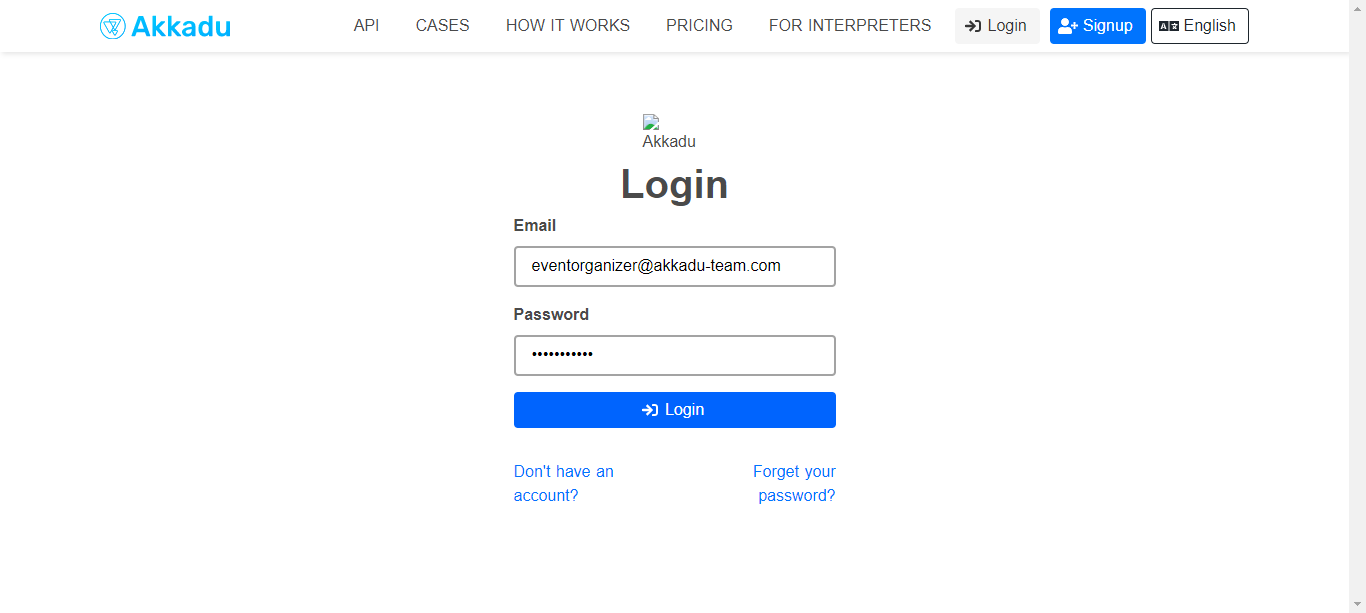 Akkadu
API CASES HOW IT WORKS PRICING FOR INTERPRETERS Login Signup English
Akkadu
Login
Email
eventorganizer@akkadu-team.com
Password
•••••••••••
Login
Don't have an
account?
Forget your
password?